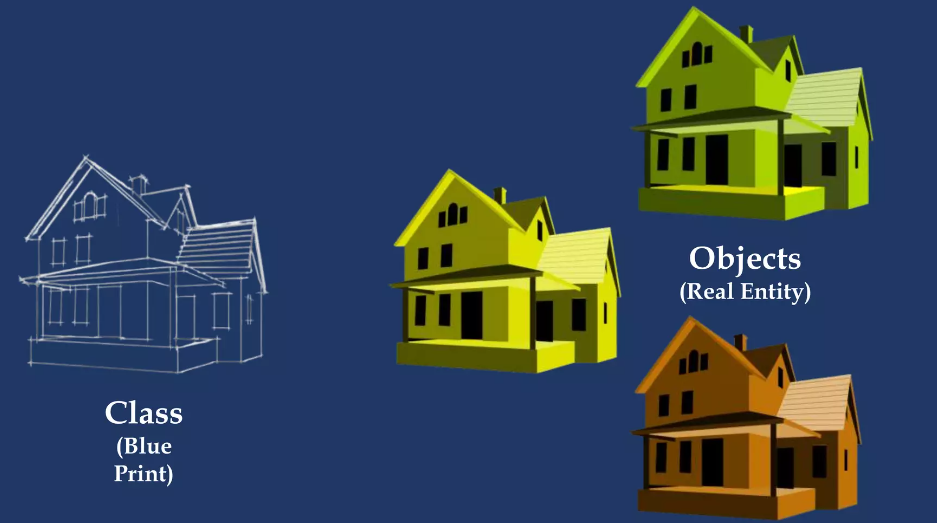 Class
(Blue
Print)
Objects
(Real Entity)